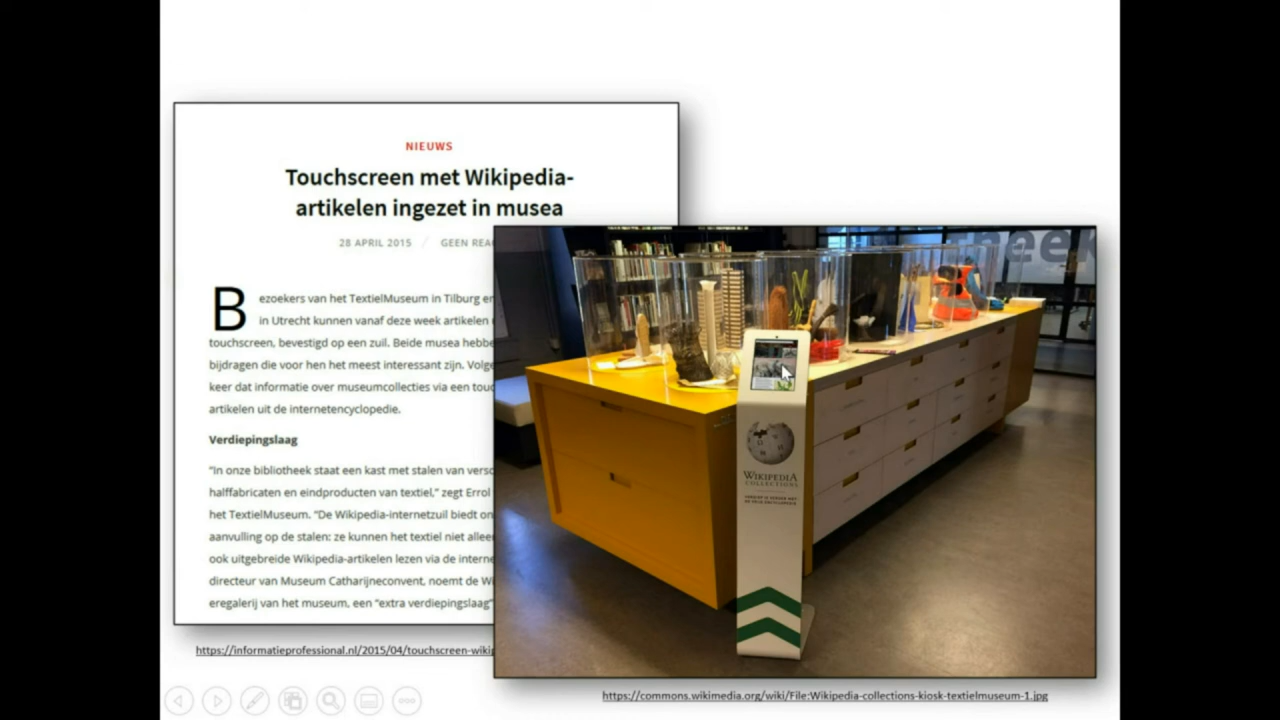 NIEUWS
Touchscreen met Wikipedia-
artikelen ingezet in musea
28 APRIL 2015 / GEEN REA
Bezoekers van het TextielMuseum in Tilburg en
in Utrecht kunnen vanaf deze week artikelen
touchscreen, bevestigd op een zuil. Beide musea hebbe
bijdragen die voor hen het meest interessant zijn. Volge
keer dat informatie over museumcollecties via een touc
artikelen uit de internetencyclopedie.
Verdiepingslaag
"In onze bibliotheek staat een kast met stalen van verso
halffabricaten en eindproducten van textiel," zegt Errol
het TextielMuseum. "De Wikipedia-internetzuil biedt on
aanvulling op de stalen: ze kunnen het textiel niet allee
ook uitgebreide Wikipedia-artikelen lezen via de interne
directeur van Museum Catharijneconvent, noemt de Wi
eregalerij van het museum, een "extra verdiepingslaag"
https://informatieprofessional.nl/2015/04/touchscreen-wikip
theek
WIKIPEDIA
COLLECTIONS
https://commons.wikimedia.org/wiki/File:Wikipedia-collections-kiosk-textielmuseum-1.jpg